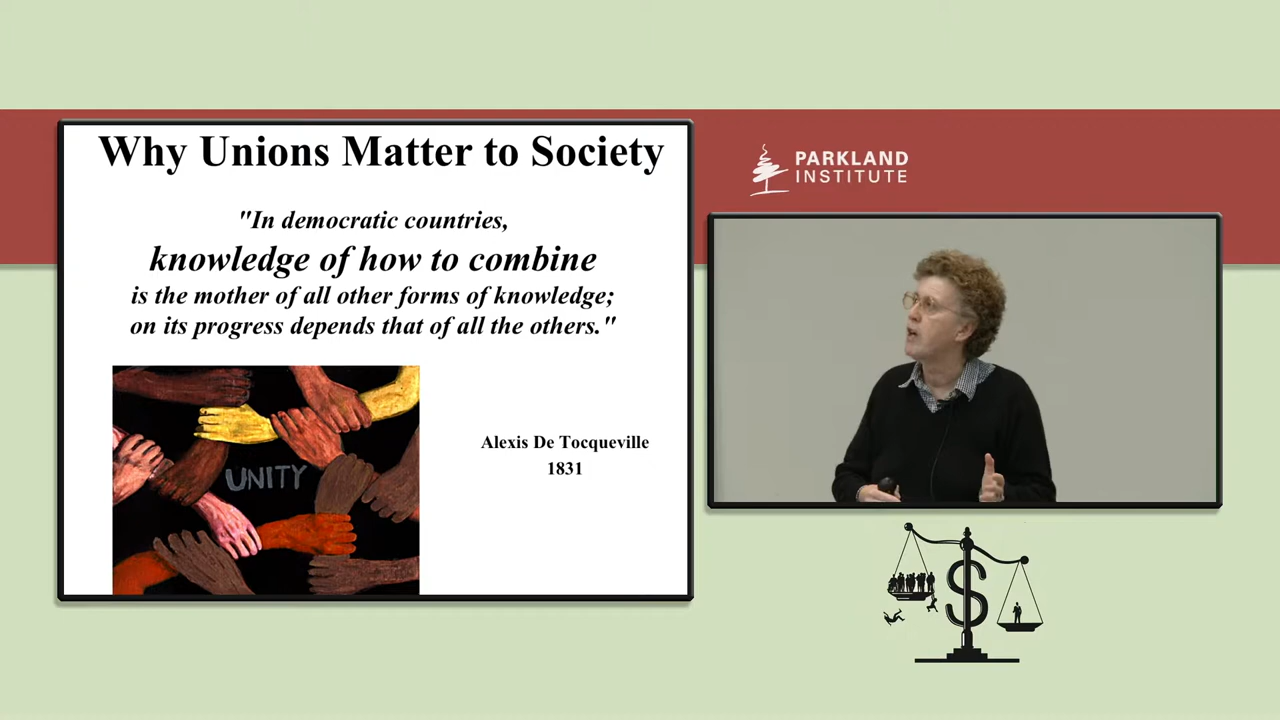 Why Unions Matter to Society
"In democratic countries,
knowledge of how to combine
is the mother of all other forms of knowledge;
on its progress depends that of all the others."
UNITY
Alexis De Tocqueville
1831
PARKLAND
INSTITUTE
$